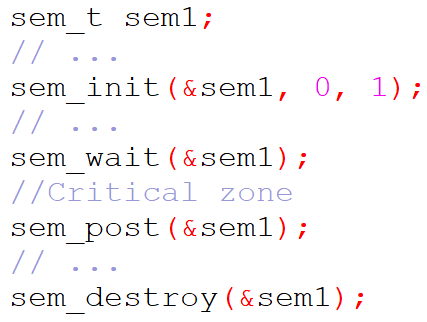 sem_t sem1;
// ...
sem_init(&sem1, 0, 1);
// ...
sem_wait(&sem1);
//Critical zone
sem_post(&sem1);
// ...
sem_destroy(&sem1);